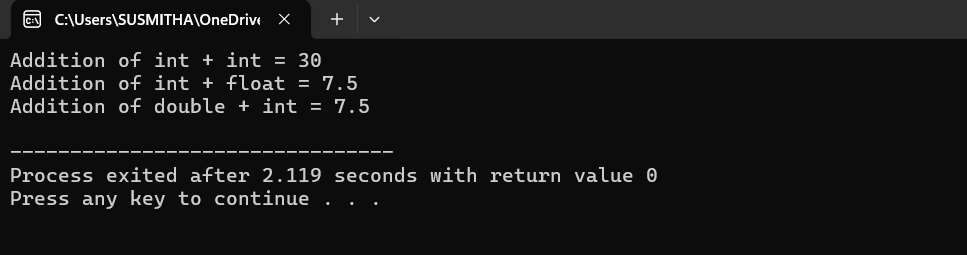 C:\Users\SUSMITHA\OneDrive
Addition of int + int = 30
Addition of int + float = 7.5
Addition of double + int = 7.5
--------------------------------
Process exited after 2.119 seconds with return value 0
Press any key to continue . . .